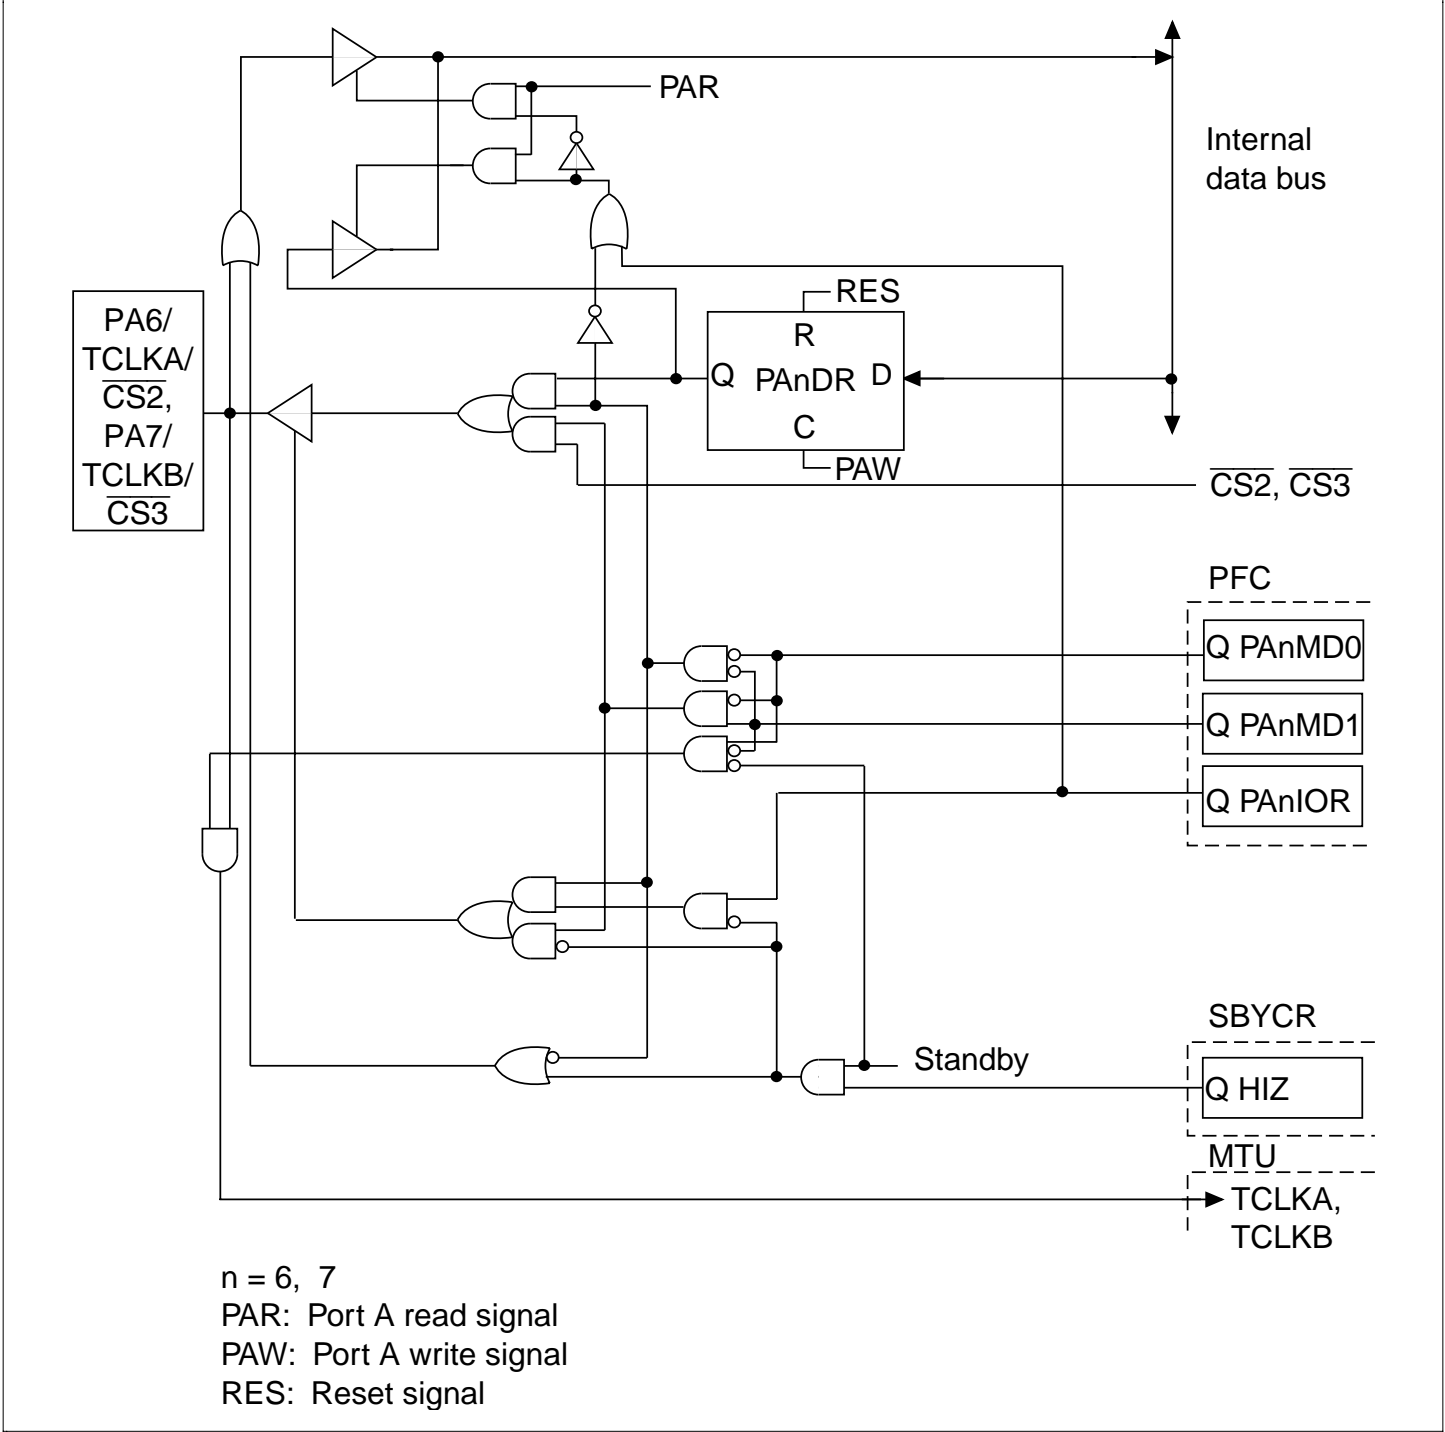 PAR
Internal
data bus
RES
PA6/
TCLKA/
CS2,
PA7/
TCLKB/
CS3
R
Q PAnDR D
C
PAW
CS2, CS3
PFC
Q PAnMD0
Q PAnMD1
Q PAnIOR
SBYCR
Standby
Q HIZ
MTU
TCLKA,
TCLKB
n = 6, 7
PAR: Port A read signal
PAW: Port A write signal
RES: Reset signal